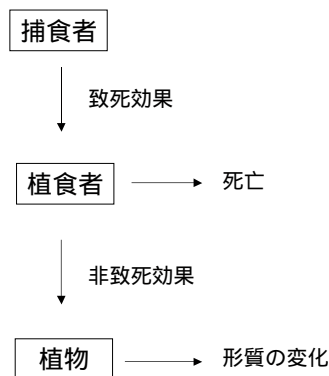 捕食者
致死効果
植食者
死亡
非致死効果
植物
形質の変化